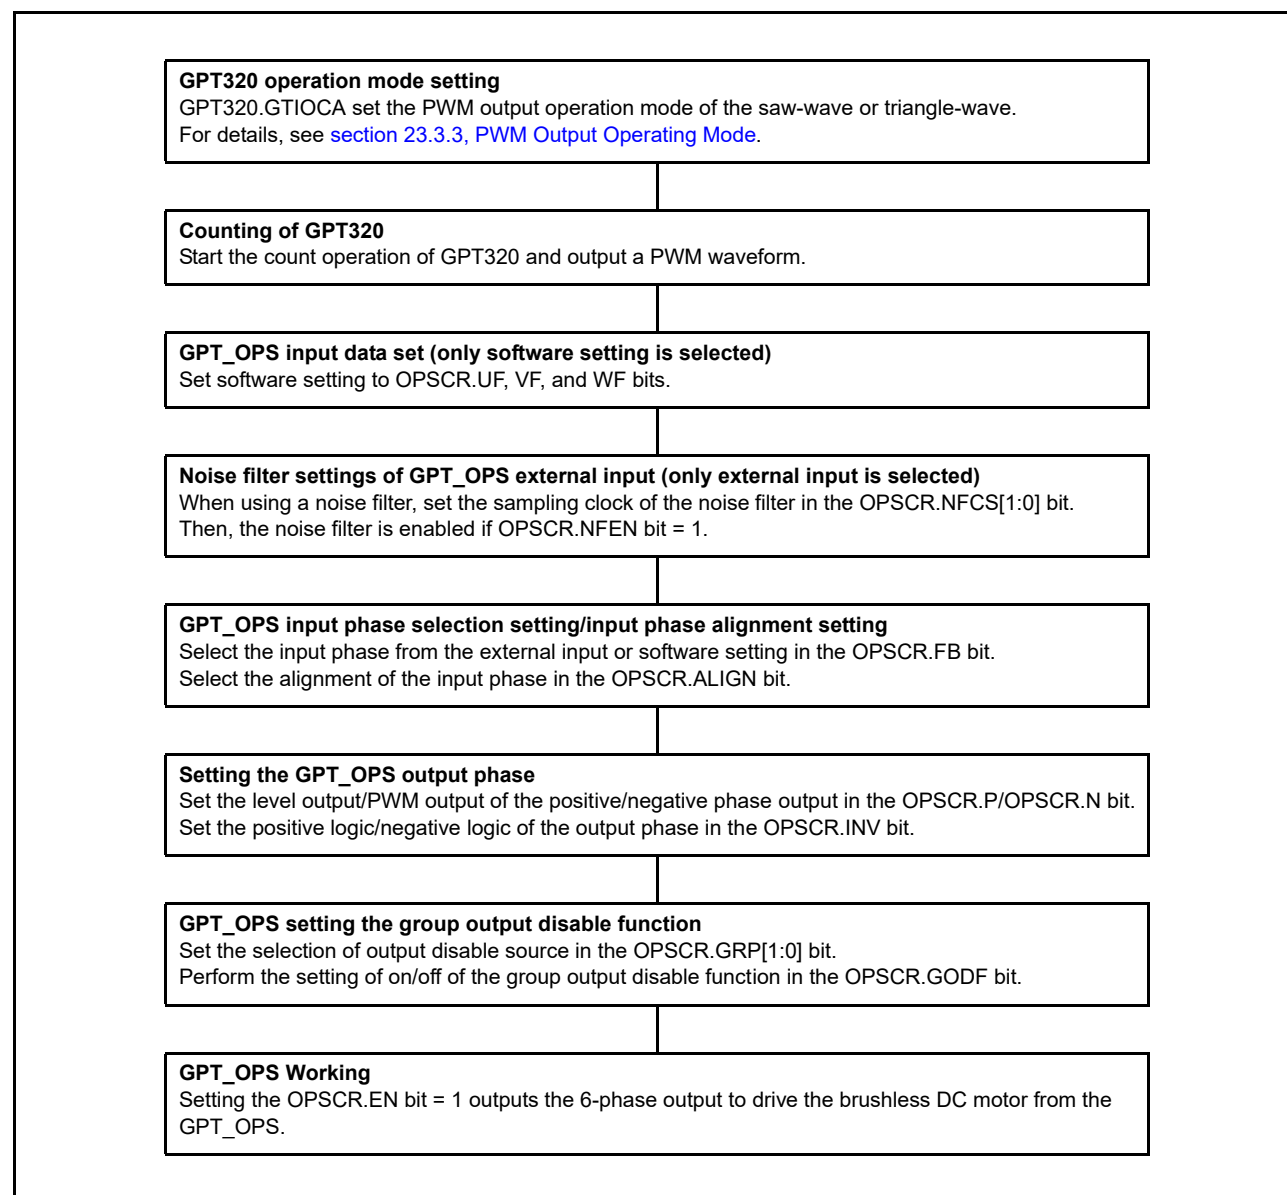 GPT320 operation mode setting
GPT320.GTIOCA set the PWM output operation mode of the saw-wave or triangle-wave.
For details, see section 23.3.3, PWM Output Operating Mode.
Counting of GPT320
Start the count operation of GPT320 and output a PWM waveform.
GPT_OPS input data set (only software setting is selected)
Set software setting to OPSCR.UF, VF, and WF bits.
Noise filter settings of GPT_OPS external input (only external input is selected)
When using a noise filter, set the sampling clock of the noise filter in the OPSCR.NFCS[1:0] bit.
Then, the noise filter is enabled if OPSCR.NFEN bit = 1.
GPT_OPS input phase selection setting/input phase alignment setting
Select the input phase from the external input or software setting in the OPSCR.FB bit.
Select the alignment of the input phase in the OPSCR.ALIGN bit.
Setting the GPT_OPS output phase
Set the level output/PWM output of the positive/negative phase output in the OPSCR.P/OPSCR.N bit.
Set the positive logic/negative logic of the output phase in the OPSCR.INV bit.
GPT_OPS setting the group output disable function
Set the selection of output disable source in the OPSCR.GRP[1:0] bit.
Perform the setting of on/off of the group output disable function in the OPSCR.GODF bit.
GPT_OPS Working
Setting the OPSCR.EN bit = 1 outputs the 6-phase output to drive the brushless DC motor from the
GPT_OPS.